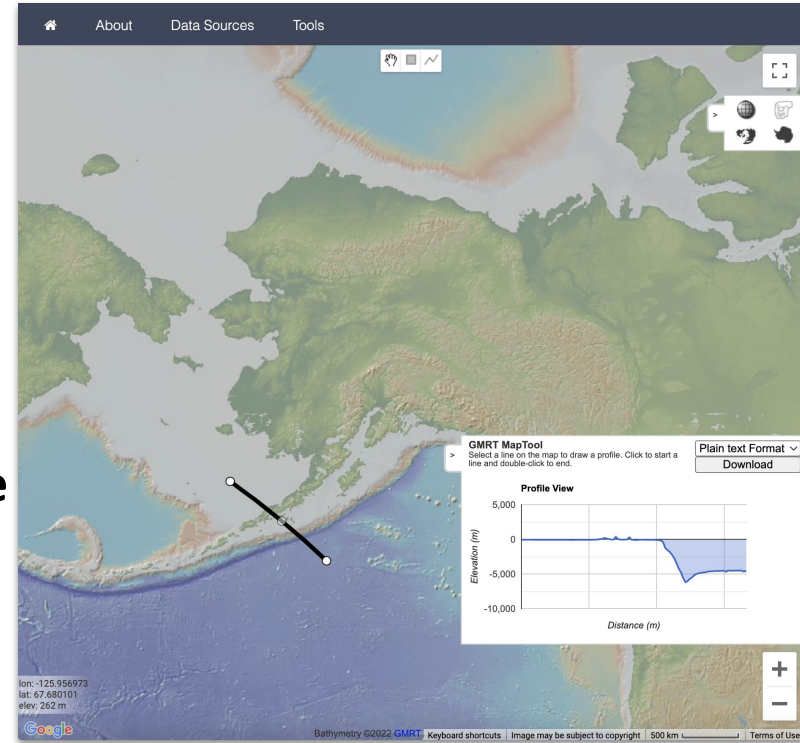 About Data Sources Tools
>
GMRT MapTool
Select a line on the map to draw a profile. Click to start a
line and double-click to end.
>
Plain text Format
Download
Profile View
5,000
0
-5,000
-10,000
Elevation (m)
Distance (m)
e
+
−
lon: -125.956973
lat: 67.680101
elev: 262 m
Google
Bathymetry ©2022 GMRT Keyboard shortcuts Image may be subject to copyright 500 km Terms of Use